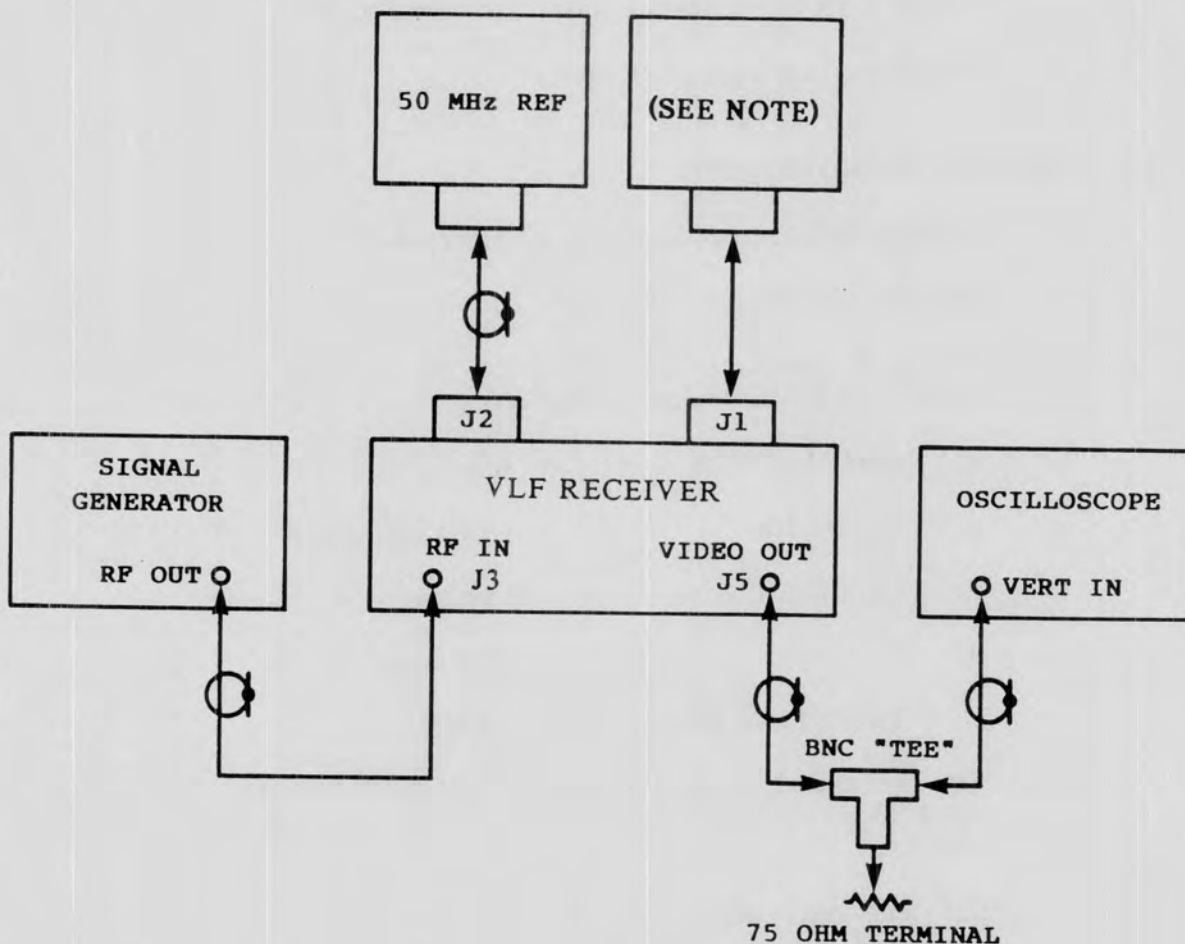 50 MHz REF
(SEE NOTE)
J2
J1
SIGNAL
GENERATOR
RF OUT
VLF RECEIVER
RF IN
J3
VIDEO OUT
J5
OSCILLOSCOPE
VERT IN
BNC "TEE"
75 OHM TERMINAL